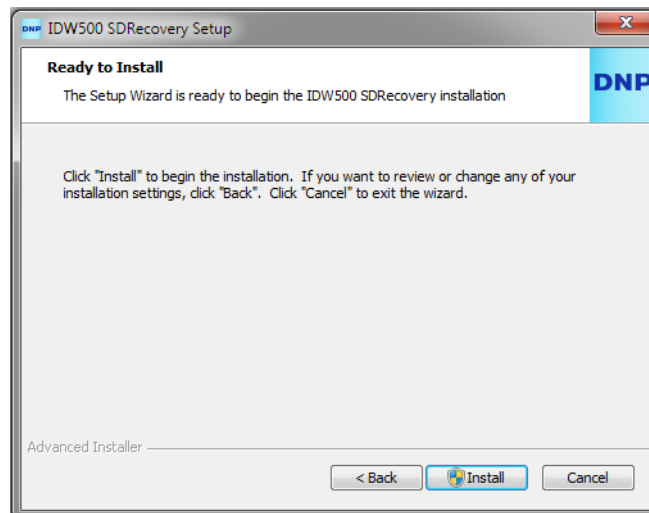 DNP IDW500 SDRecovery Setup
Ready to Install
The Setup Wizard is ready to begin the IDW500 SDRecovery installation
DNP
Click "Install" to begin the installation. If you want to review or change any of your
installation settings, click "Back". Click "Cancel" to exit the wizard.
Advanced Installer
< Back Install Cancel